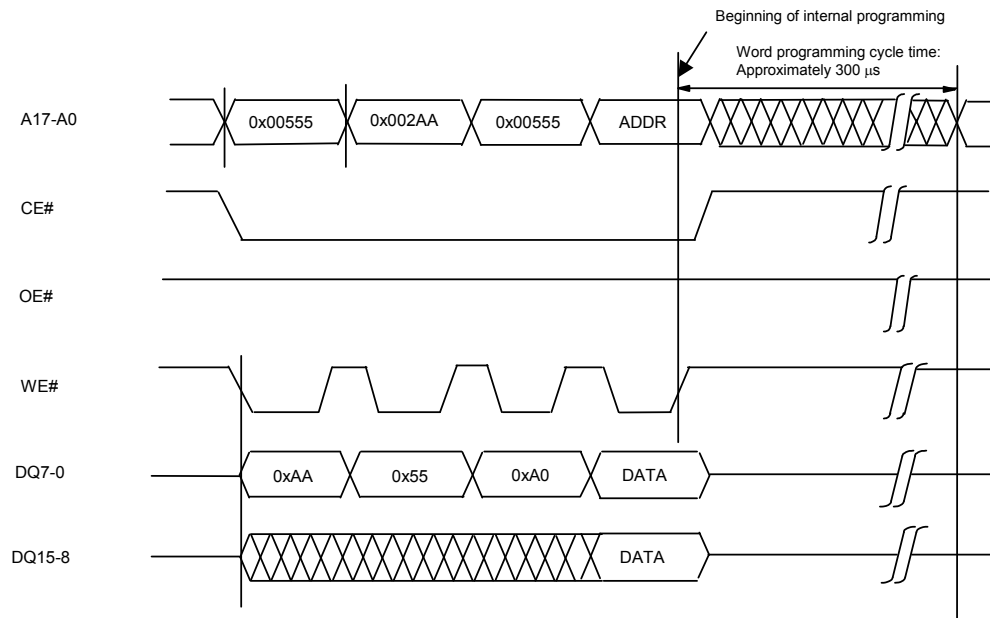 Beginning of internal programming
Word programming cycle time:
Approximately 300 μs
A17-A0
0x00555
0x002AA
0x00555
ADDR
CE#
OE#
WE#
DQ7-0
0xAA
0x55
0xA0
DATA
DQ15-8
DATA